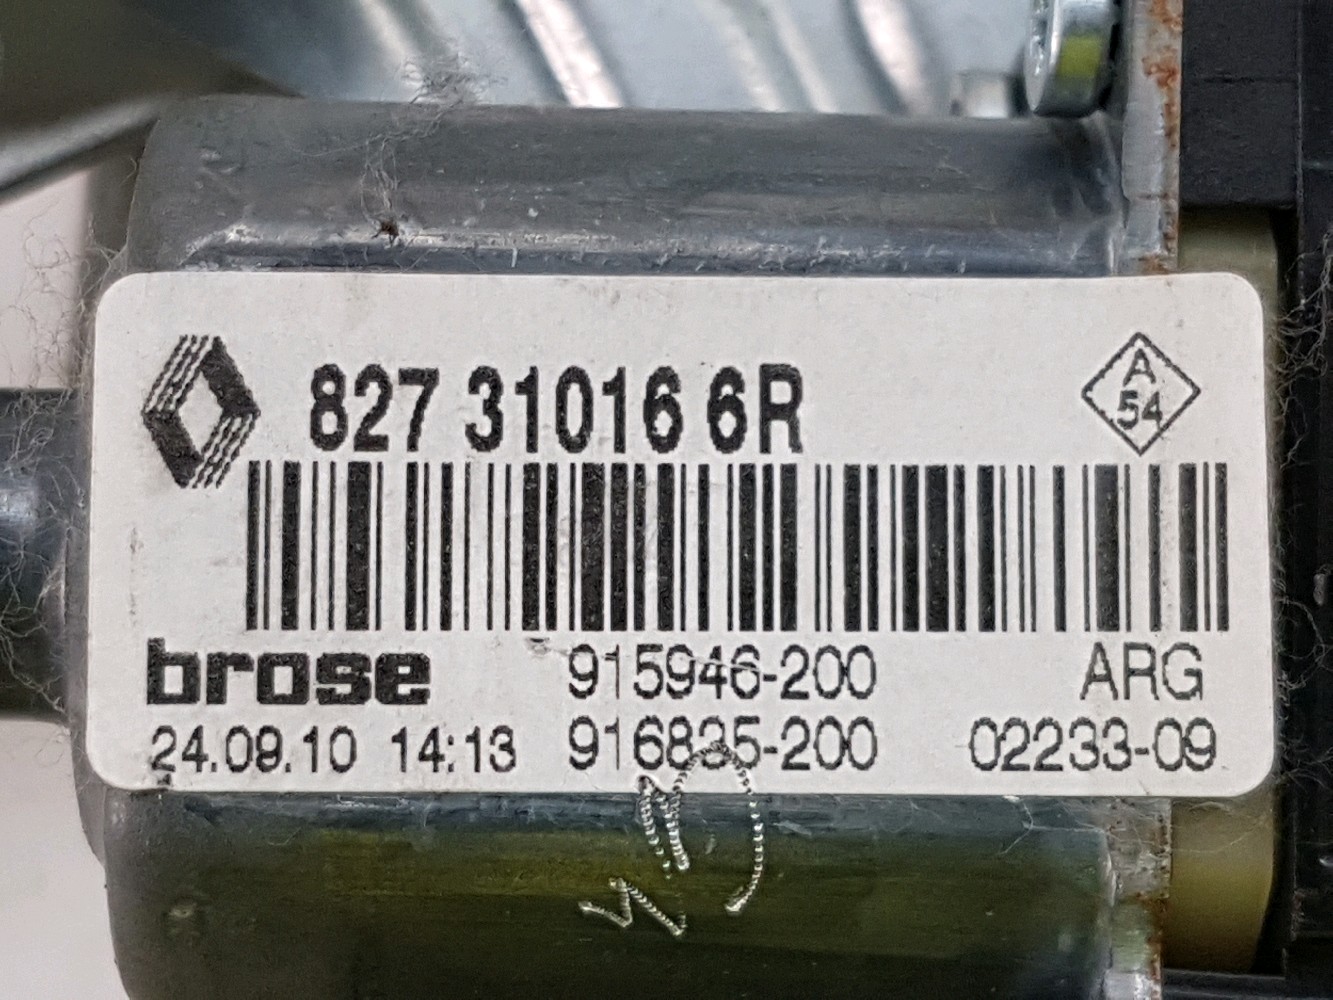 827 31016 6R
A
54
brose 915946-200 ARG
24.09.10 14:13 916835-200 02233-09